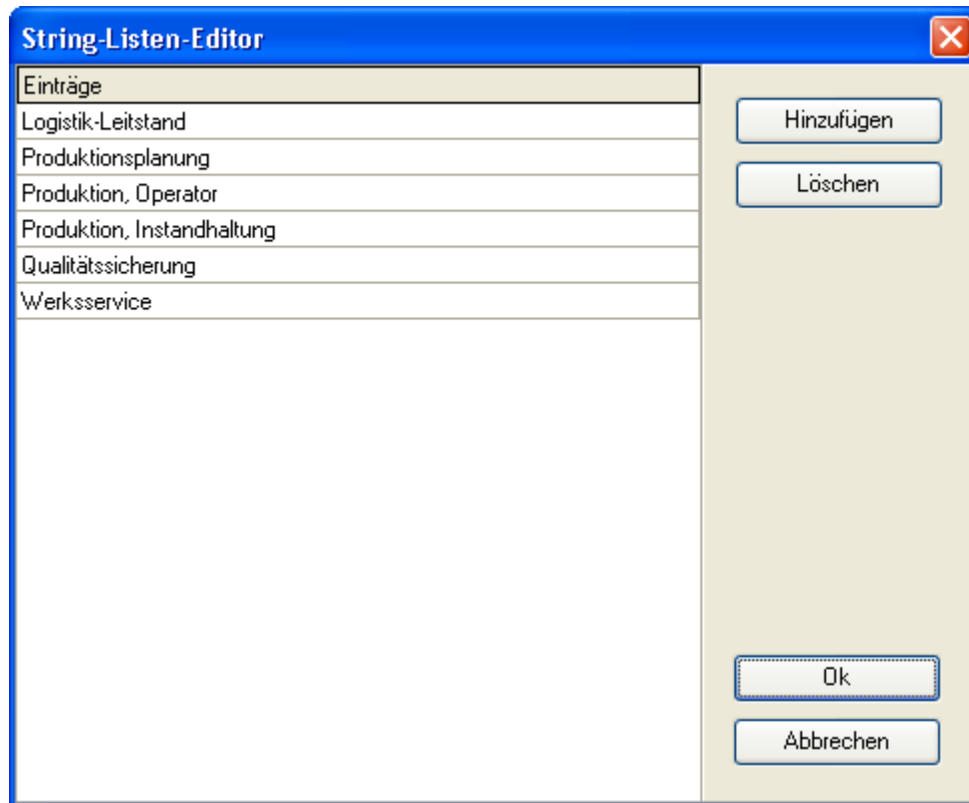 String-Listen-Editor
Einträge
Logistik-Leitstand
Produktionsplanung
Produktion, Operator
Produktion, Instandhaltung
Qualitätssicherung
Werksservice
Hinzufügen
Löschen
Ok
Abbrechen